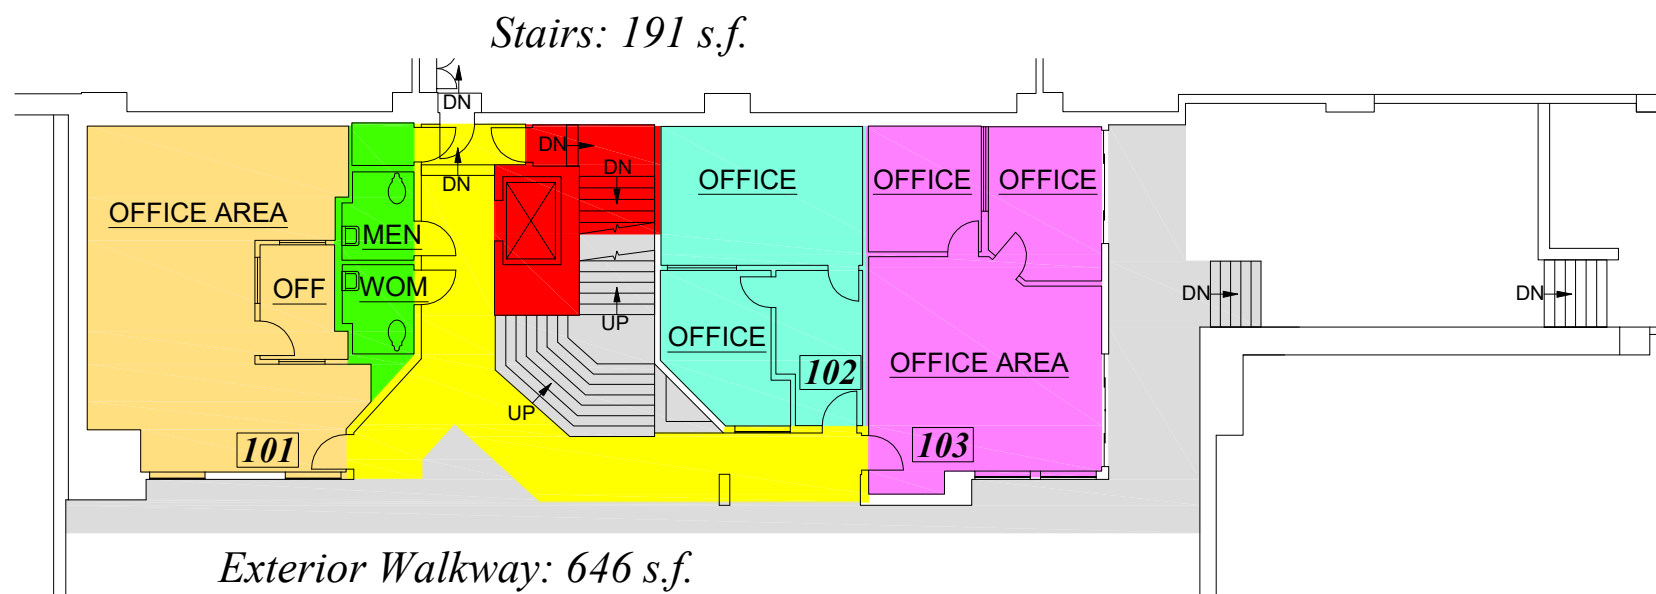 Stairs: 191 s.f.
DN
DN
DN
DN
OFFICE
OFFICE
OFFICE
OFFICE AREA
MEN
OFF
WOM
DN
DN
UP
OFFICE
OFFICE AREA
102
UP
101
103
Exterior Walkway: 646 s.f.